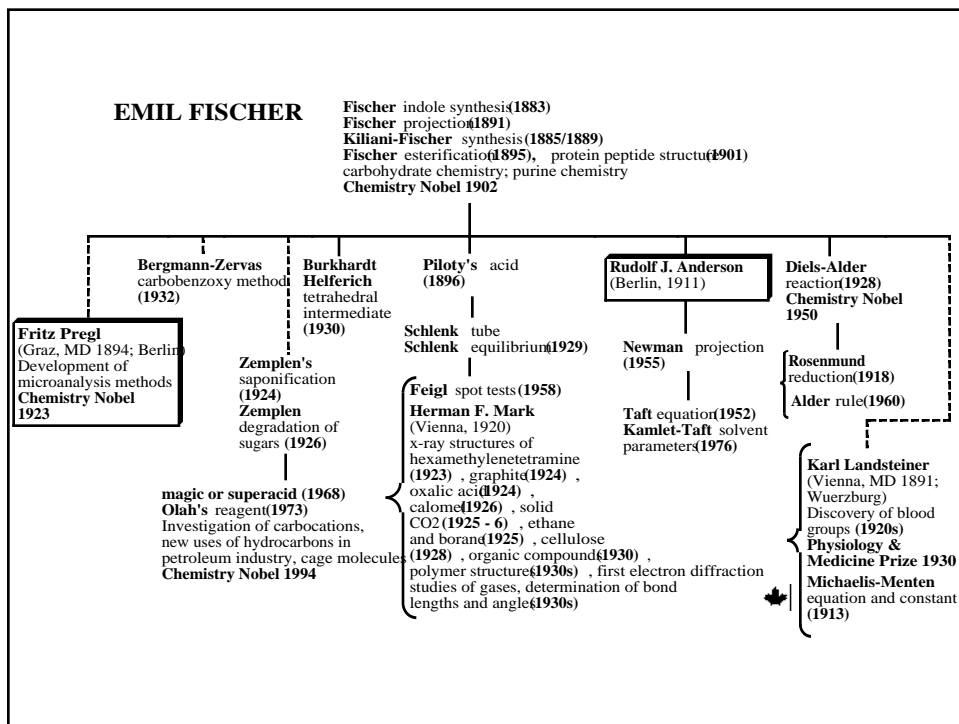 EMIL FISCHER
Fischer indole synthesis(1883)
Fischer projection(1891)
Kiliani-Fischer synthesis (1885/1889)
Fischer esterification(1895), protein peptide structure(1901)
carbohydrate chemistry; purine chemistry
Chemistry Nobel 1902
Fritz Pregl
(Graz, MD 1894; Berlin)
Development of
microanalysis methods
Chemistry Nobel
1923
Bergmann-Zervas
carbobenzoxy method
(1932)
Zemplen's
saponification
(1924)
Zemplen
degradation of
sugars (1926)
magic or superacid (1968)
Olah's reagent(1973)
Investigation of carbocations,
new uses of hydrocarbons in
petroleum industry, cage molecules
Chemistry Nobel 1994
Burkhardt
Helferich
tetrahedral
intermediate
(1930)
Piloty's acid
(1896)
Schlenk tube
Schlenk equilibrium(1929)
Feigl spot tests (1958)
Herman F. Mark
(Vienna, 1920)
x-ray structures of
hexamethylenetetramine
(1923) , graphite(1924) ,
oxalic acid(1924) ,
calomel(1926) , solid
CO2 (1925 - 6) , ethane
and borane(1925) , cellulose
(1928) , organic compounds(1930) ,
polymer structures(1930s) , first electron diffraction
studies of gases, determination of bond
lengths and angles(1930s)
Rudolf J. Anderson
(Berlin, 1911)
Newman projection
(1955)
Taft equation(1952)
Kamlet-Taft solvent
parameters(1976)
Diels-Alder
reaction(1928)
Chemistry Nobel
1950
Rosenmund
reduction(1918)
Alder rule(1960)
Karl Landsteiner
(Vienna, MD 1891;
Wuerzburg)
Discovery of blood
groups (1920s)
Physiology &
Medicine Prize 1930
Michaelis-Menten
equation and constant
(1913)